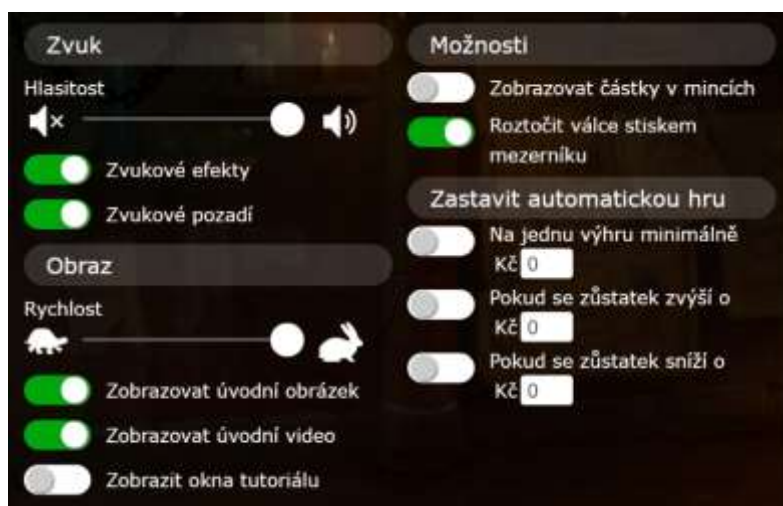 Zvuk
Hlasitost
Zvukové efekty
Zvukové pozadí
Obraz
Rychlost
Zobrazovat úvodní obrázek
Zobrazovat úvodní video
Zobrazit okna tutoriálu
Možnosti
Zobrazovat částky v mincích
Roztočit válce stiskem
mezerníku
Zastavit automatickou hru
Na jednu výhru minimálně
Kč 0
Pokud se zůstatek zvýší o
Kč 0
Pokud se zůstatek sníží o
Kč 0